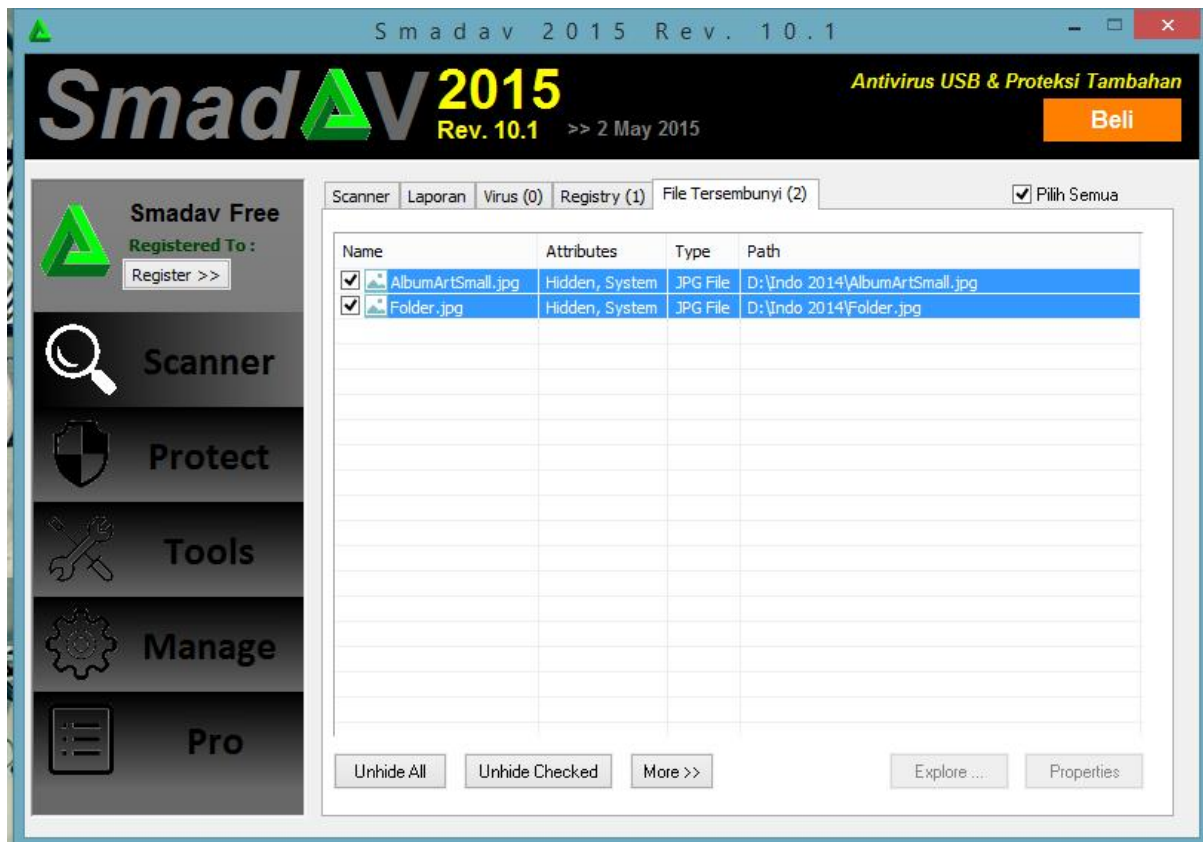 Smadav 2015 Rev. 10.1
SmadAV 2015
Rev. 10.1 >> 2 May 2015
Antivirus USB & Proteksi Tambahan
Beli
Smadav Free
Registered To :
Register >>
Scanner
Protect
Tools
Manage
Pro
Scanner Laporan Virus (0) Registry (1) File Tersembunyi (2) Pilih Semua
Name Attributes Type Path
AlbumArtSmall.jpg Hidden, System JPG File D:\Indo 2014\AlbumArtSmall.jpg
Folder.jpg Hidden, System JPG File D:\Indo 2014\Folder.jpg
Unhide All Unhide Checked More >> Explore ... Properties